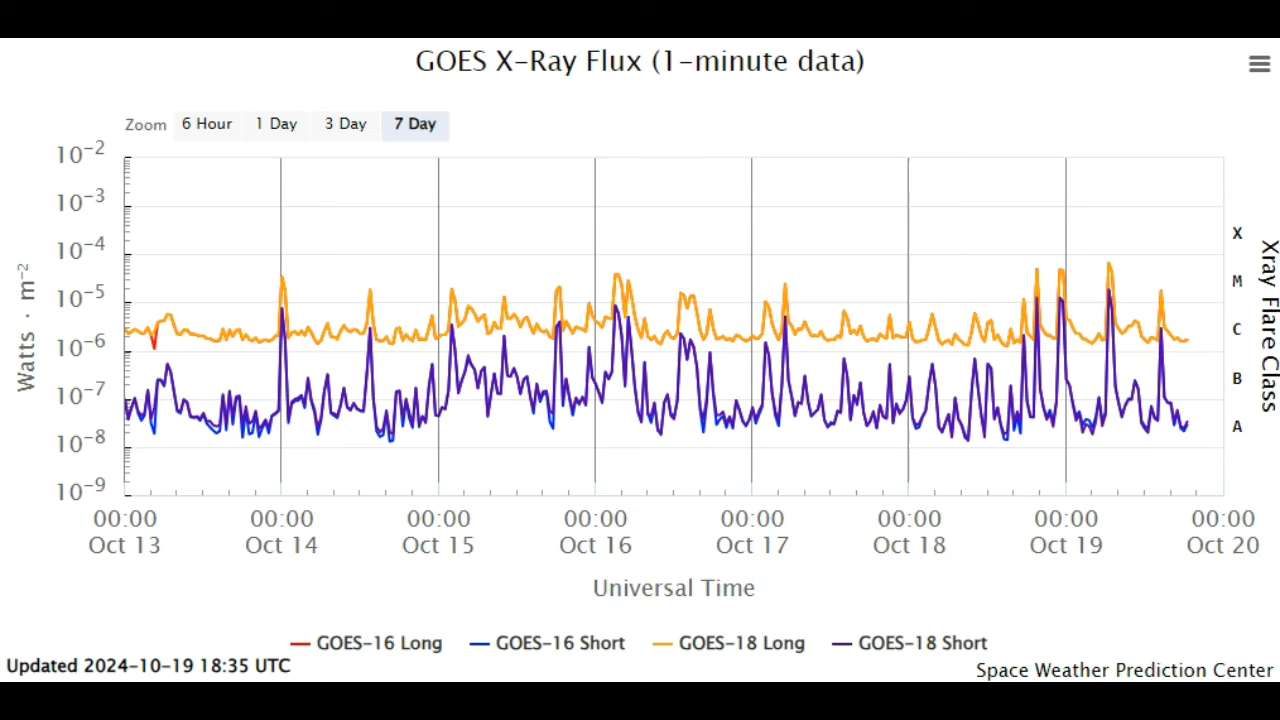 GOES X-Ray Flux (1-minute data)
Zoom 6 Hour 1 Day 3 Day 7 Day
10⁻²
10⁻³
10⁻⁴
10⁻⁵
10⁻⁶
10⁻⁷
10⁻⁸
10⁻⁹
Watts · m⁻²
X
M
C
B
A
Xray Flare Class
00:00 00:00 00:00 00:00 00:00 00:00 00:00 00:00
Oct 13 Oct 14 Oct 15 Oct 16 Oct 17 Oct 18 Oct 19 Oct 20
Universal Time
GOES-16 Long GOES-16 Short GOES-18 Long GOES-18 Short
Updated 2024-10-19 18:35 UTC
Space Weather Prediction Center